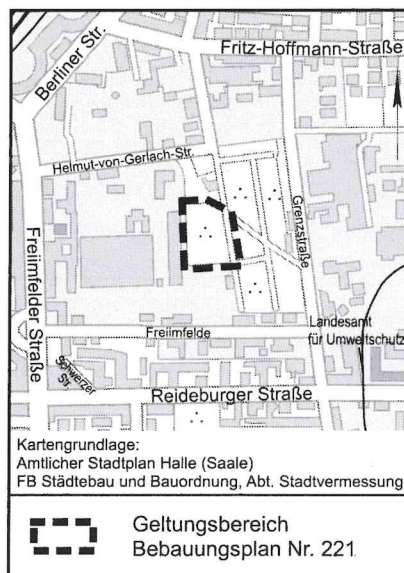 Fritz-Hoffmann-Straße
Berliner Str.
Helmut-von-Gerlach-Str.
Grenzstraße
Freiimfelder Straße
Freiimfelde
Landesamt
für Umweltschutz
Schwerzer
Str.
Reideburger Straße
Kartengrundlage:
Amtlicher Stadtplan Halle (Saale)
FB Städtebau und Bauordnung, Abt. Stadtvermessung
Geltungsbereich
Bebauungsplan Nr. 221